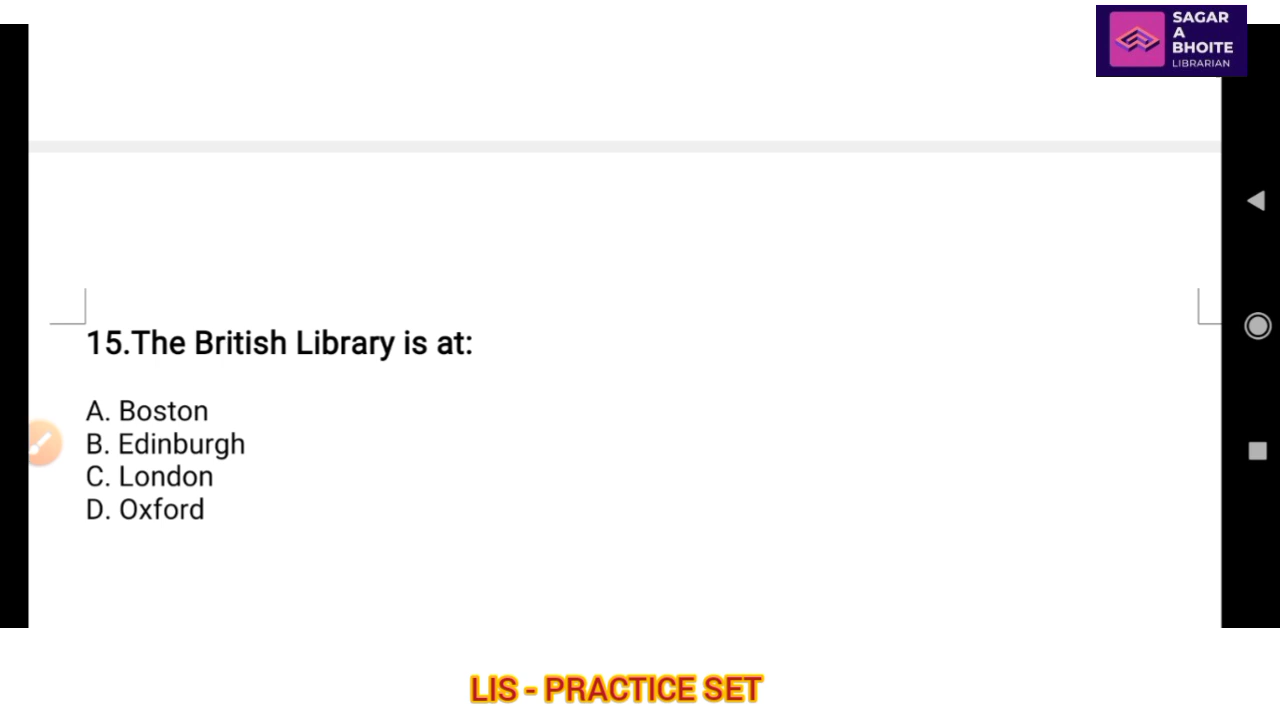 SAGAR
A
BHOITE
LIBRARIAN
15.The British Library is at:
A. Boston
B. Edinburgh
C. London
D. Oxford
LIS - PRACTICE SET